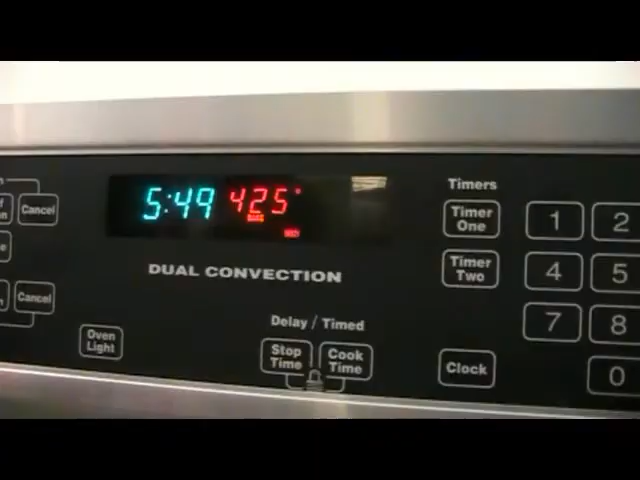 Cancel
5:49 425°
BAKE
DUAL CONVECTION
Cancel
Oven
Light
Delay / Timed
Stop
Time
Cook
Time
Timers
Timer
One
Timer
Two
Clock
1 2
4 5
7 8
0